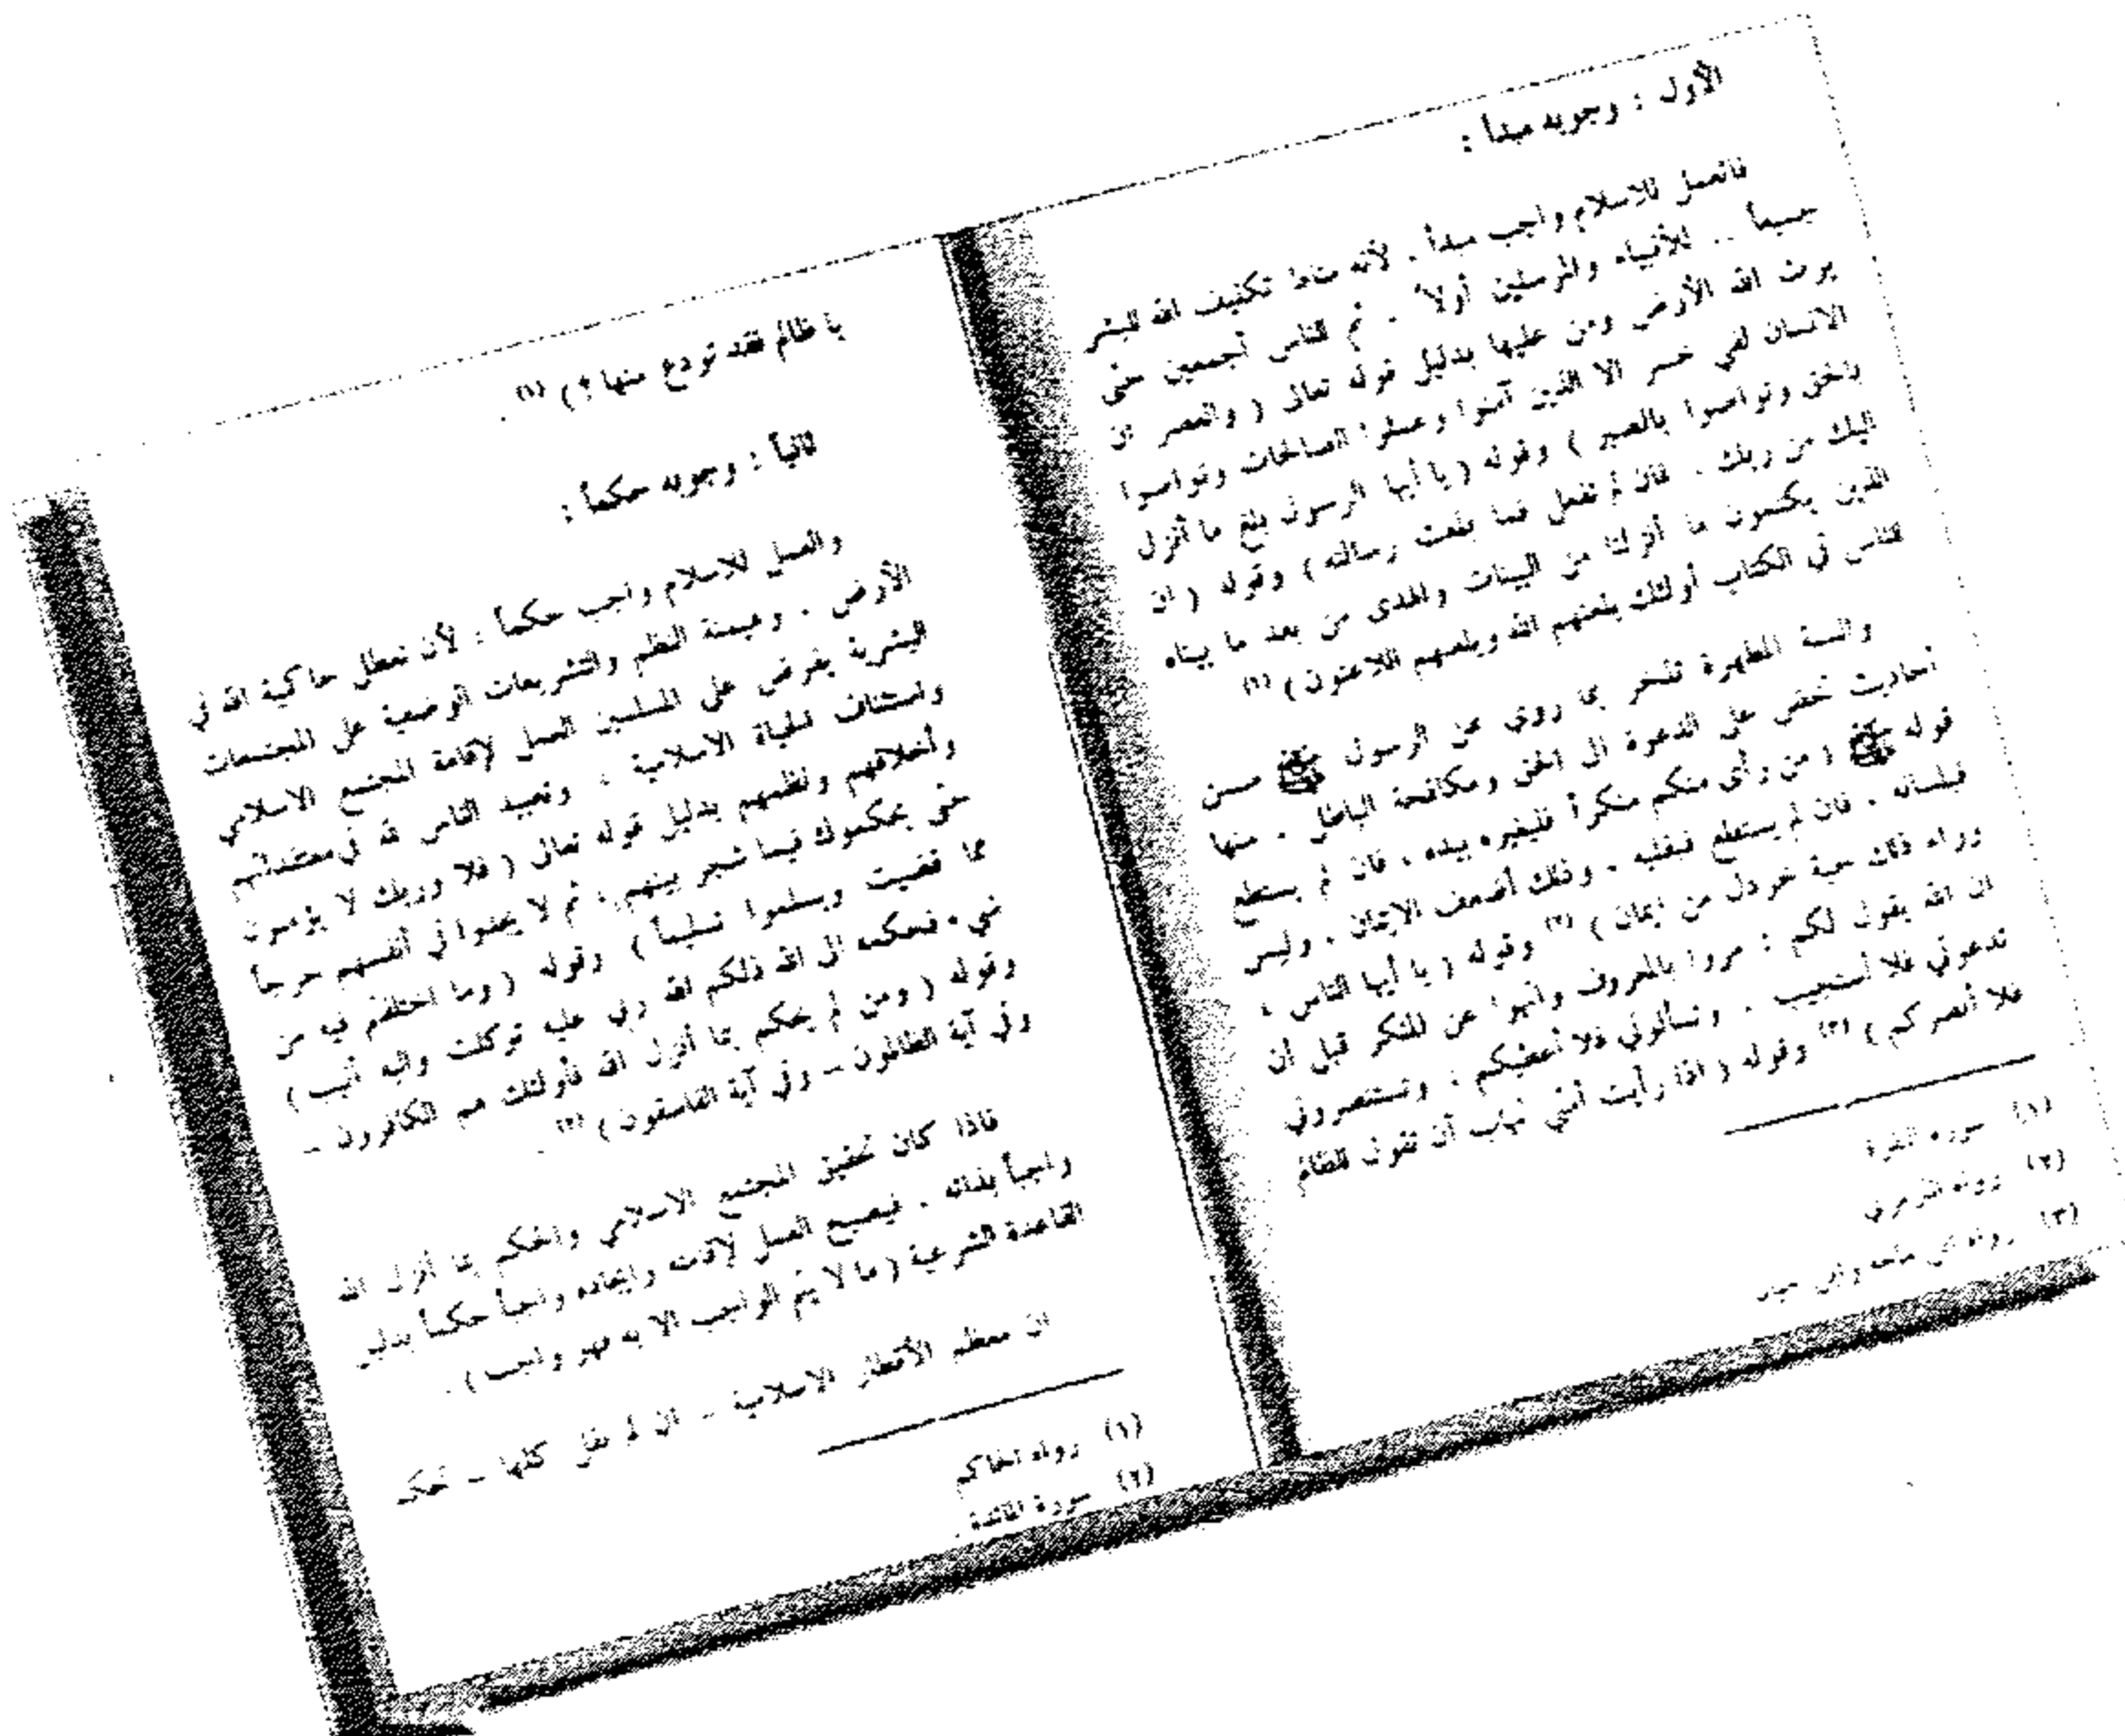 الأول : وجوبه مبدأ :
فالعمل للاسلام واجب مبدأ . لأنه مناط تكليف الله للبشر
جميعاً .. للأنبياء والمرسلين أولاً . ثم للناس أجمعين حتى
يرث الله الأرض ومن عليها بدليل قوله تعالى ( والعصر ان
الانسان لفي خسر الا الذين آمنوا وعملوا الصالحات وتواصوا
بالحق وتواصوا بالصبر ) وقوله ( يا أيها الرسول بلغ ما أنزل
اليك من ربك . فان لم تفعل فما بلغت رسالته ) وقوله ( ان
الذين يكتمون ما أنزلنا من البينات والهدى من بعد ما بيناه
للناس في الكتاب أولئك يلعنهم الله ويلعنهم اللاعنون ) (١)
والسنة المطهرة تفخر بما روي عن الرسول ﷺ من
أحاديث تحض على الدعوة الى الحق ومكافحة الباطل . منها
قوله ﷺ ( من رأى منكم منكراً فليغيره بيده ، فان لم يستطع
فبلسانه . فان لم يستطع فبقلبه . وذلك أضعف الايمان . وليس
وراء ذلك حبة خردل من ايمان ) (٢) وقوله ( يا أيها الناس ،
ان الله يقول لكم : مروا بالمعروف وانهوا عن المنكر قبل أن
تدعوني فلا أستجيب . وتسألوني فلا أعطيكم . وتستنصروني
فلا أنصركم ) (٣) وقوله ( اذا رأيت أمتي تهاب أن تقول للظالم
(١) سورة البقرة
(٢) رواه الترمذي
(٣) رواه ابن ماجه وابن حبان
يا ظالم فقد تودع منها ؟ ) (١) .
ثانياً : وجوبه حكماً :
والعمل للاسلام واجب حكماً : لأن تعطل حاكمية الله في
الأرض . وهيمنة النظم والتشريعات الوضعية على المجتمعات
البشرية يفرض على المسلمين العمل لاقامة المجتمع الاسلامي
واستئناف الحياة الاسلامية . وتعبيد الناس لله في معتقداتهم
وأخلاقهم ونظمهم بدليل قوله تعالى ( فلا وربك لا يؤمنون
حتى يحكموك فيما شجر بينهم ، ثم لا يجدوا في أنفسهم حرجاً
مما قضيت ويسلموا تسليماً ) وقوله ( وما اختلفتم فيه من
شيء فحكمه الى الله ذلكم الله ربي عليه توكلت واليه أنيب )
وقوله ( ومن لم يحكم بما أنزل الله فأولئك هم الكافرون –
وفي آية الظالمون – وفي آية الفاسقون ) (٢) .
فاذا كان تحقيق المجتمع الاسلامي والحكم بما أنزل الله
واجباً بذاته . فيصبح العمل لاقامته وايجاده واجباً حكماً بدليل
القاعدة الشرعية ( ما لا يتم الواجب الا به فهو واجب ) .
ان معظم الأقطار الاسلامية – ان لم نقل كلها – تحكم
(١) رواه الحاكم
(٢) سورة المائدة .